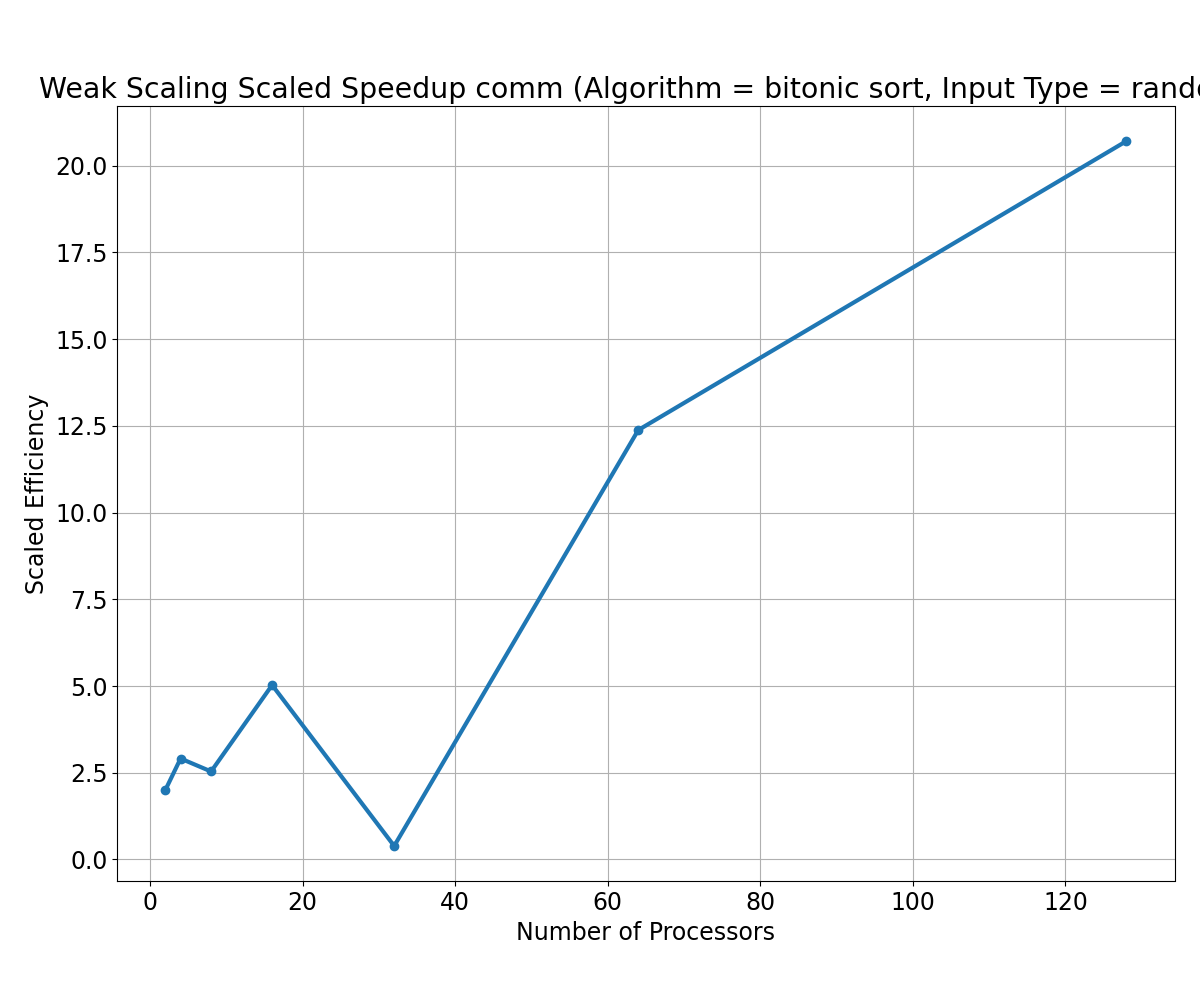 Weak Scaling Scaled Speedup comm (Algorithm = bitonic sort, Input Type =
20.0
17.5
15.0
12.5
10.0
7.5
5.0
2.5
0.0
Scaled Efficiency
0 20 40 60 80 100 120
Number of Processors